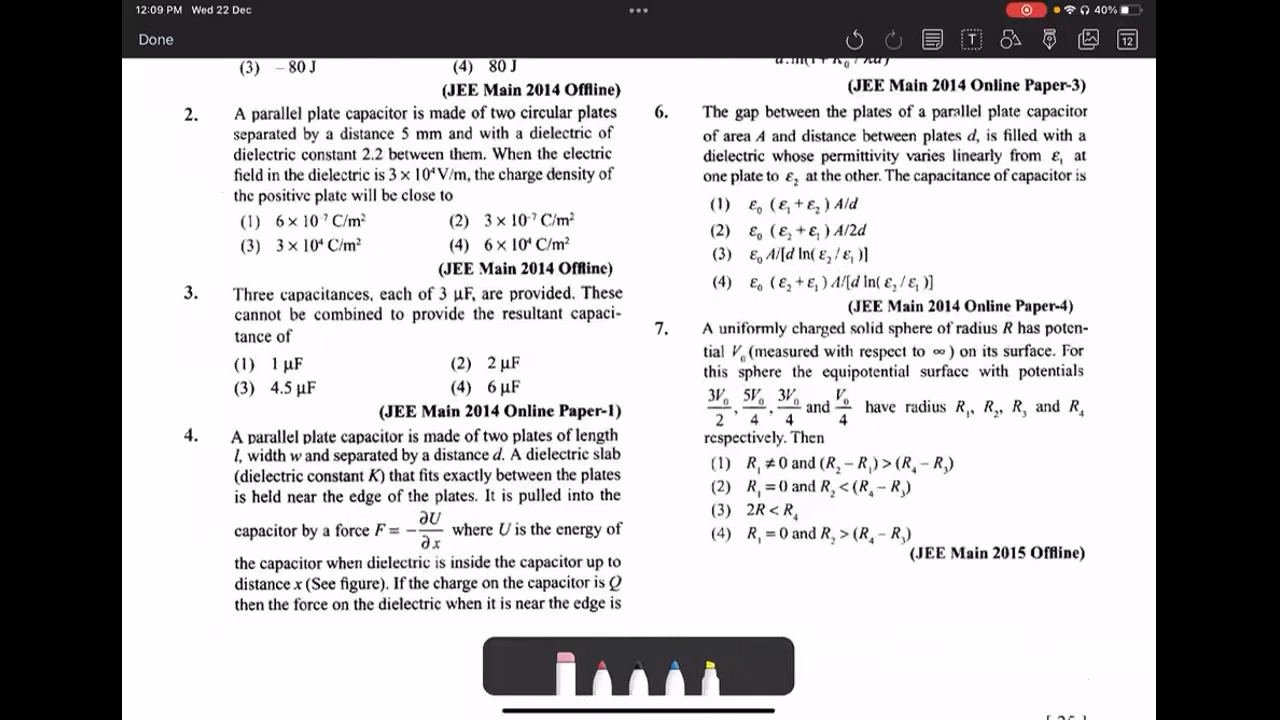 12:09 PM Wed 22 Dec
40%
Done
12
(3) – 80 J (4) 80 J
(JEE Main 2014 Offline)
2. A parallel plate capacitor is made of two circular plates
separated by a distance 5 mm and with a dielectric of
dielectric constant 2.2 between them. When the electric
field in the dielectric is 3 × 10⁴ V/m, the charge density of
the positive plate will be close to
(1) 6 × 10⁻⁷ C/m² (2) 3 × 10⁻⁷ C/m²
(3) 3 × 10⁴ C/m² (4) 6 × 10⁴ C/m²
(JEE Main 2014 Offline)
3. Three capacitances, each of 3 μF, are provided. These
cannot be combined to provide the resultant capaci-
tance of
(1) 1 μF (2) 2 μF
(3) 4.5 μF (4) 6 μF
(JEE Main 2014 Online Paper-1)
4. A parallel plate capacitor is made of two plates of length
l, width w and separated by a distance d. A dielectric slab
(dielectric constant K) that fits exactly between the plates
is held near the edge of the plates. It is pulled into the
capacitor by a force F = – ∂U/∂x where U is the energy of
the capacitor when dielectric is inside the capacitor up to
distance x (See figure). If the charge on the capacitor is Q
then the force on the dielectric when it is near the edge is
(JEE Main 2014 Online Paper-3)
6. The gap between the plates of a parallel plate capacitor
of area A and distance between plates d, is filled with a
dielectric whose permittivity varies linearly from ε₁ at
one plate to ε₂ at the other. The capacitance of capacitor is
(1) ε₀ (ε₁ + ε₂) A/d
(2) ε₀ (ε₂ + ε₁) A/2d
(3) ε₀ A/[d ln(ε₂/ε₁)]
(4) ε₀ (ε₂ + ε₁) A/[d ln(ε₂/ε₁)]
(JEE Main 2014 Online Paper-4)
7. A uniformly charged solid sphere of radius R has poten-
tial V₀ (measured with respect to ∞) on its surface. For
this sphere the equipotential surface with potentials
3V₀/2, 5V₀/4, 3V₀/4 and V₀/4 have radius R₁, R₂, R₃ and R₄
respectively. Then
(1) R₁ ≠ 0 and (R₂ – R₁) > (R₄ – R₃)
(2) R₁ = 0 and R₂ < (R₄ – R₃)
(3) 2R < R₄
(4) R₁ = 0 and R₂ > (R₄ – R₃)
(JEE Main 2015 Offline)